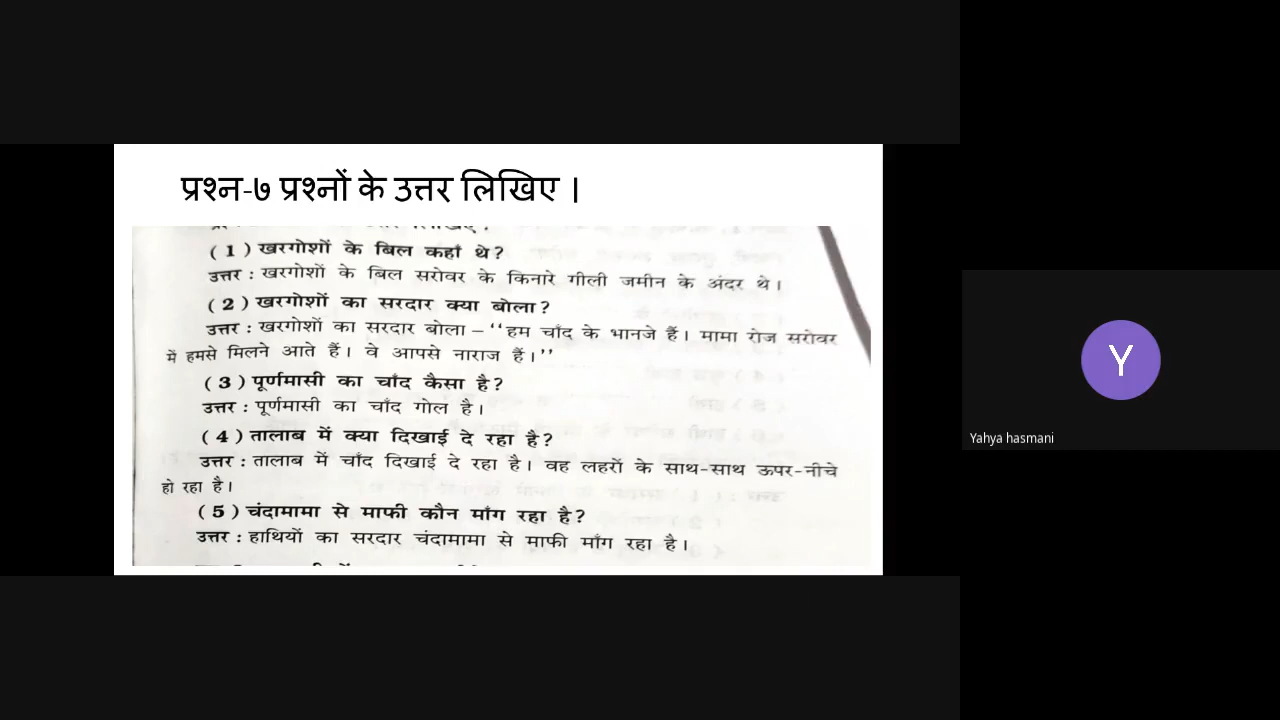 प्रश्न-७ प्रश्नों के उत्तर लिखिए ।
( 1 ) खरगोशों के बिल कहाँ थे?
उत्तर : खरगोशों के बिल सरोवर के किनारे गीली जमीन के अंदर थे।
( 2 ) खरगोशों का सरदार क्या बोला?
उत्तर : खरगोशों का सरदार बोला – ‘‘हम चाँद के भानजे हैं। मामा रोज सरोवर
में हमसे मिलने आते हैं। वे आपसे नाराज हैं।’’
( 3 ) पूर्णमासी का चाँद कैसा है?
उत्तर : पूर्णमासी का चाँद गोल है।
( 4 ) तालाब में क्या दिखाई दे रहा है?
उत्तर : तालाब में चाँद दिखाई दे रहा है। वह लहरों के साथ-साथ ऊपर-नीचे
हो रहा है।
( 5 ) चंदामामा से माफी कौन माँग रहा है?
उत्तर : हाथियों का सरदार चंदामामा से माफी माँग रहा है।
Y
Yahya hasmani